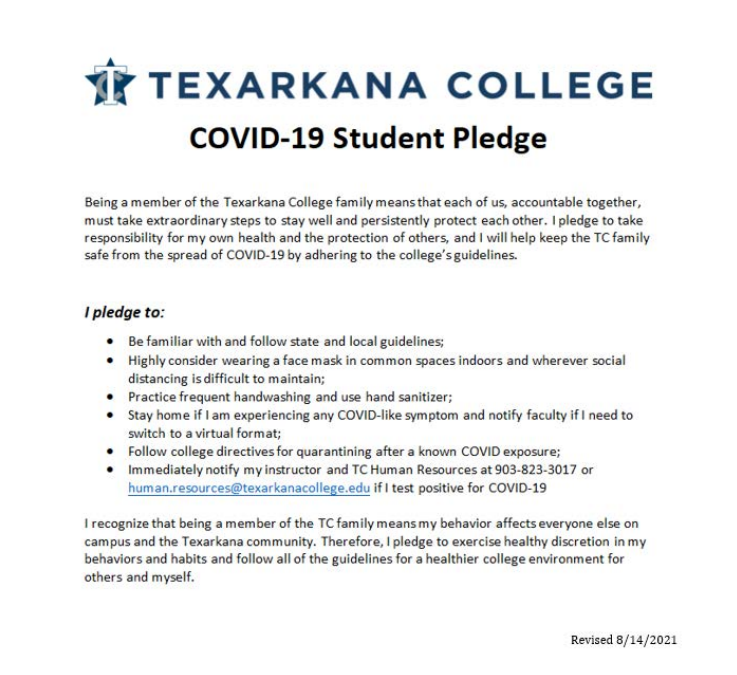 TC TEXARKANA COLLEGE
COVID-19 Student Pledge
Being a member of the Texarkana College family means that each of us, accountable together,
must take extraordinary steps to stay well and persistently protect each other. I pledge to take
responsibility for my own health and the protection of others, and I will help keep the TC family
safe from the spread of COVID-19 by adhering to the college's guidelines.
I pledge to:
• Be familiar with and follow state and local guidelines;
• Highly consider wearing a face mask in common spaces indoors and wherever social
distancing is difficult to maintain;
• Practice frequent handwashing and use hand sanitizer;
• Stay home if I am experiencing any COVID-like symptom and notify faculty if I need to
switch to a virtual format;
• Follow college directives for quarantining after a known COVID exposure;
• Immediately notify my instructor and TC Human Resources at 903-823-3017 or
human.resources@texarkanacollege.edu if I test positive for COVID-19
I recognize that being a member of the TC family means my behavior affects everyone else on
campus and the Texarkana community. Therefore, I pledge to exercise healthy discretion in my
behaviors and habits and follow all of the guidelines for a healthier college environment for
others and myself.
Revised 8/14/2021